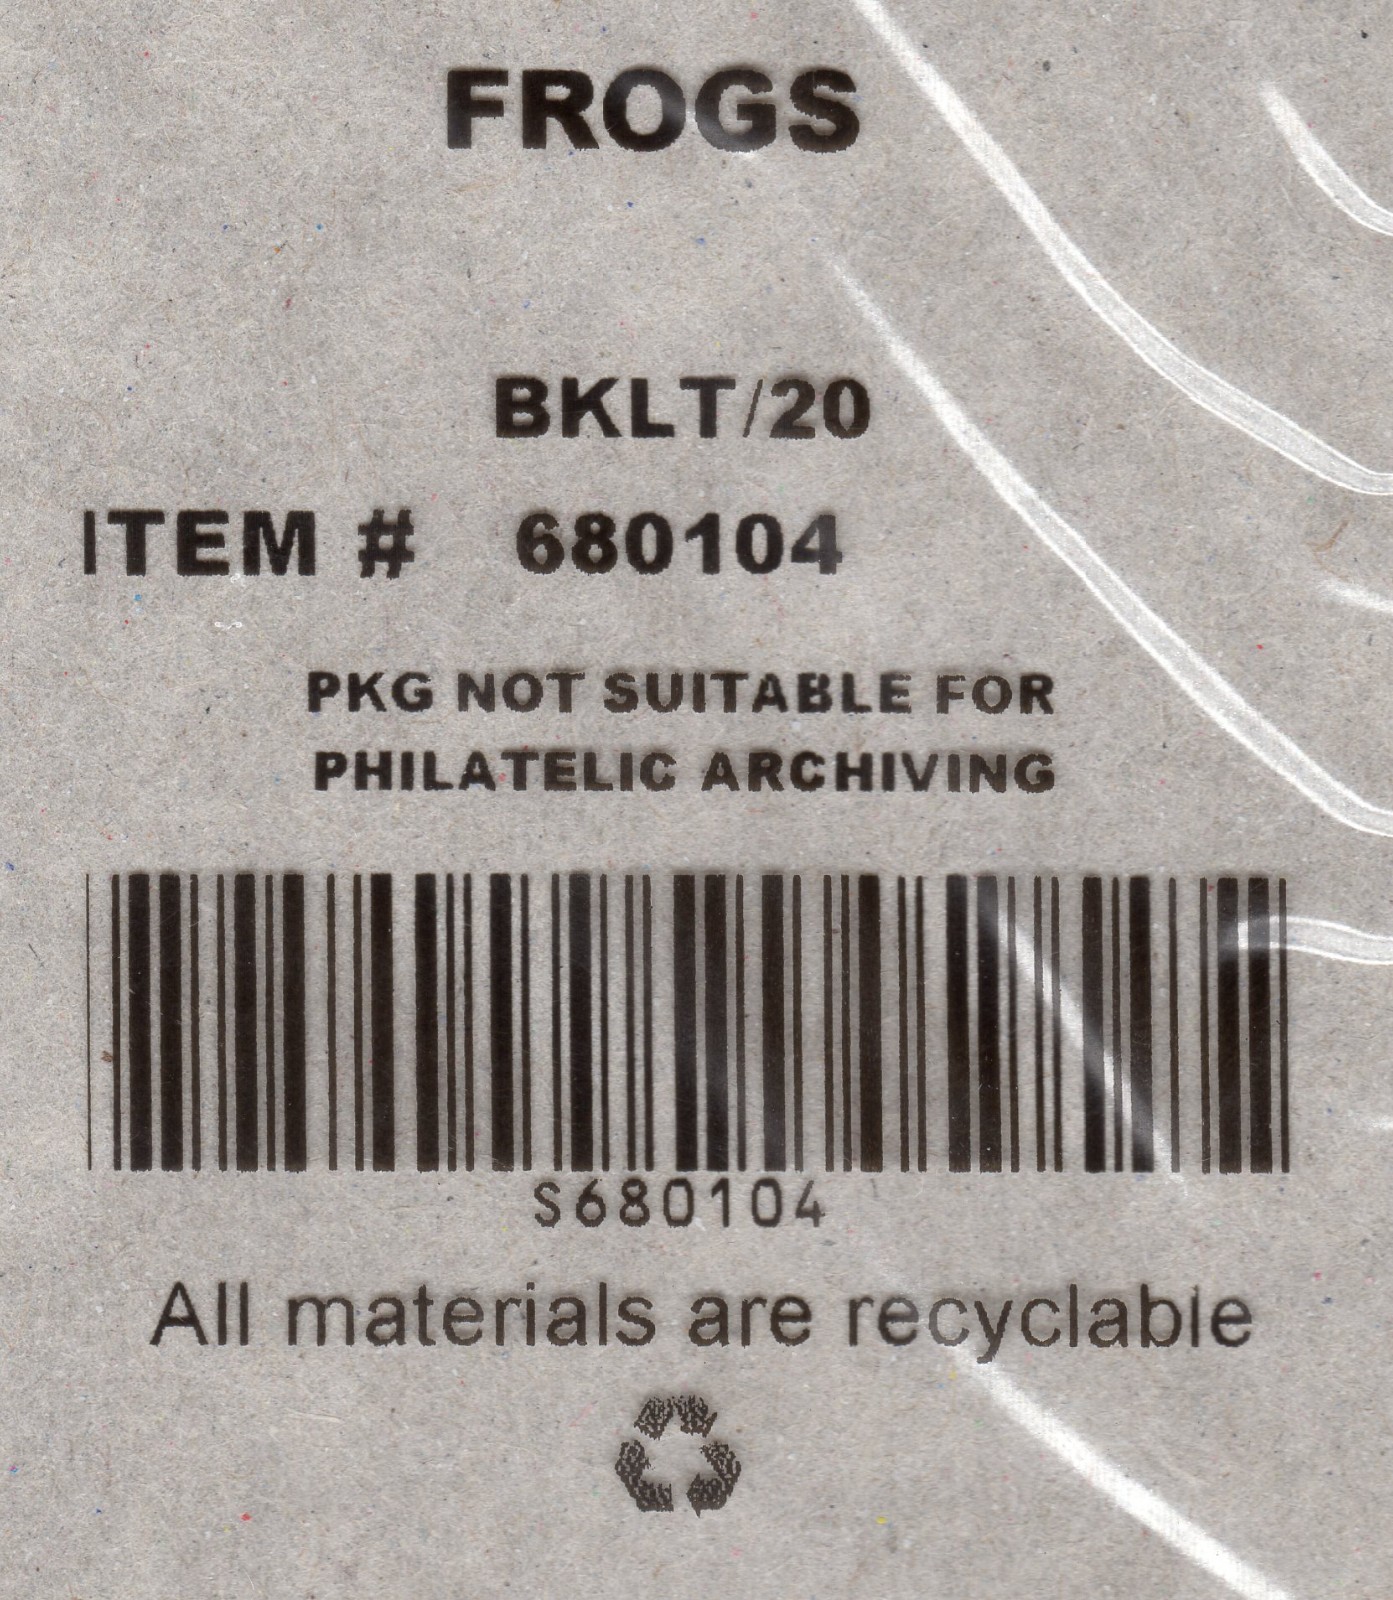 FROGS
BKLT/20
ITEM # 680104
PKG NOT SUITABLE FOR
PHILATELIC ARCHIVING
S680104
All materials are recyclable